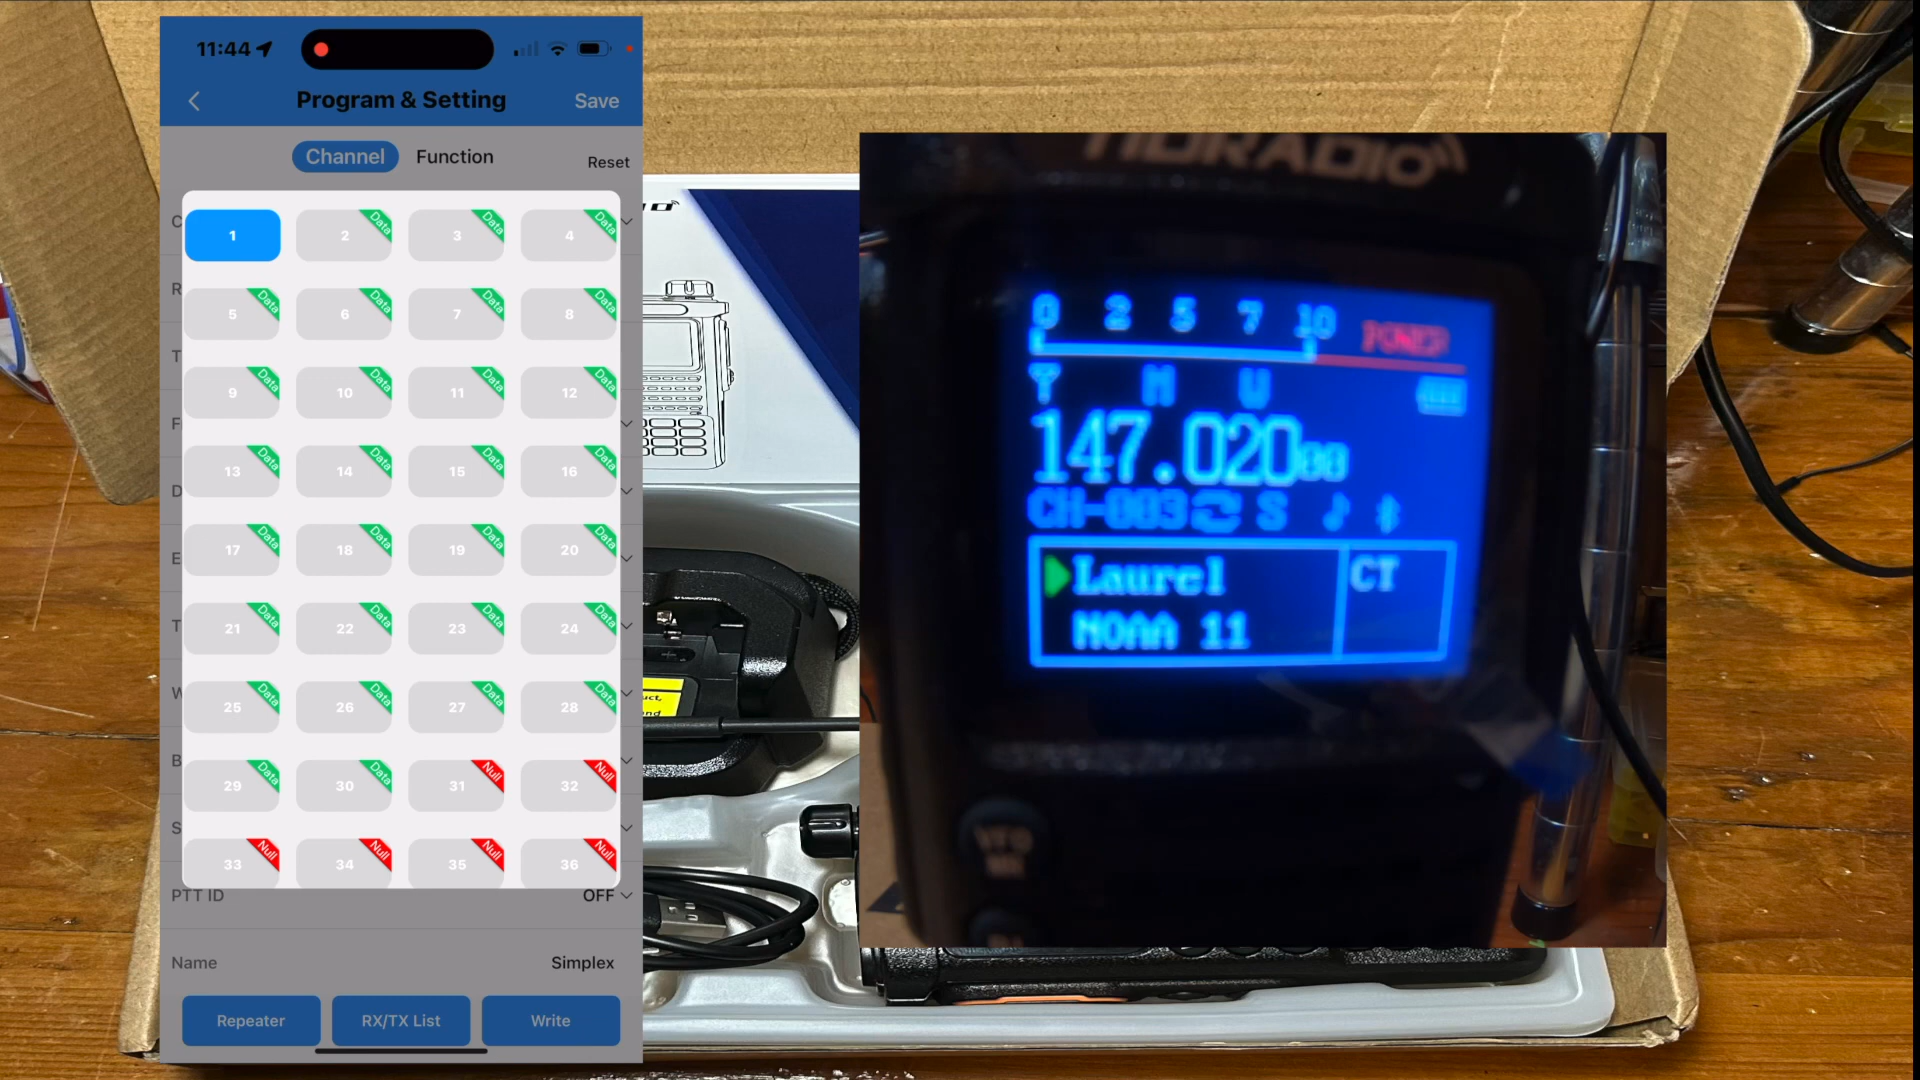 11:44
Program & Setting
Save
Channel
Function
Reset
1
2 Data
3 Data
4 Data
5 Data
6 Data
7 Data
8 Data
9 Data
10 Data
11 Data
12 Data
13 Data
14 Data
15 Data
16 Data
17 Data
18 Data
19 Data
20 Data
21 Data
22 Data
23 Data
24 Data
25 Data
26 Data
27 Data
28 Data
29 Data
30 Data
31 Null
32 Null
33 Null
34 Null
35 Null
36 Null
PTT ID
OFF
Name
Simplex
Repeater
RX/TX List
Write
TIDRADIO
0 2 5 7 10 POWER
M
147.02000
CH-003 S
Laurel
CT
NOAA 11